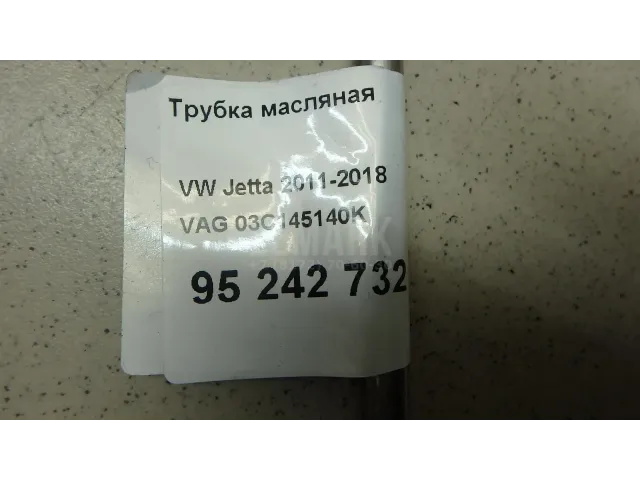 Трубка масляная
VW Jetta 2011-2018
VAG 03C145140K
95 242 732